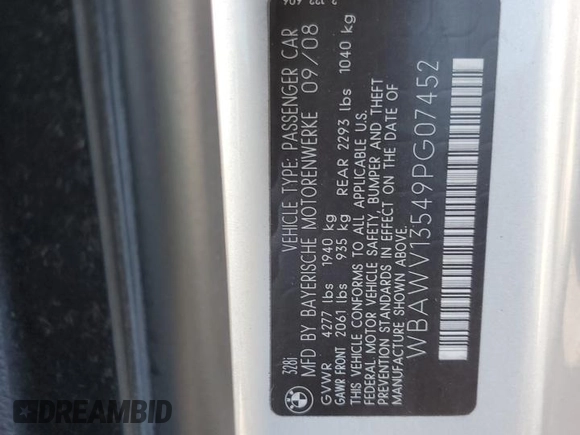 328i
VEHICLE TYPE: PASSENGER CAR
MFD BY BAYERISCHE MOTORENWERKE 09/08
GVWR 4277 lbs 1940 kg
GAWR FRONT 2061 lbs 935 kg REAR 2293 lbs 1040 kg
THIS VEHICLE CONFORMS TO ALL APPLICABLE U.S.
FEDERAL MOTOR VEHICLE SAFETY, BUMPER AND THEFT
PREVENTION STANDARDS IN EFFECT ON THE DATE OF
MANUFACTURE SHOWN ABOVE.
WBAWV13549PG07452
DREAMBID